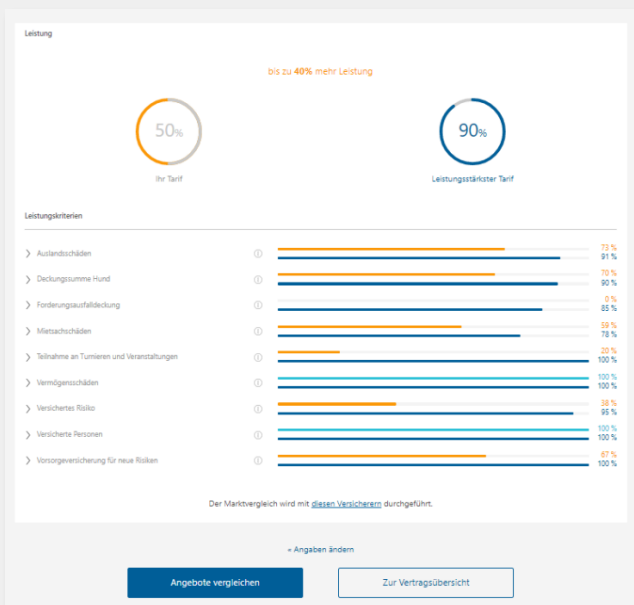 Leistung
bis zu 40% mehr Leistung
50%
90%
Ihr Tarif
Leistungsstärkster Tarif
Leistungskriterien
Auslandsschäden
73 %
91 %
Deckungssumme Hund
70 %
90 %
Forderungsausfalldeckung
0 %
85 %
Mietsachschäden
59 %
78 %
Teilnahme an Turnieren und Veranstaltungen
20 %
100 %
Vermögensschäden
100 %
100 %
Versichertes Risiko
38 %
95 %
Versicherte Personen
100 %
100 %
Vorsorgeversicherung für neue Risiken
67 %
100 %
Der Marktvergleich wird mit diesen Versicherern durchgeführt.
« Angaben ändern
Angebote vergleichen
Zur Vertragsübersicht